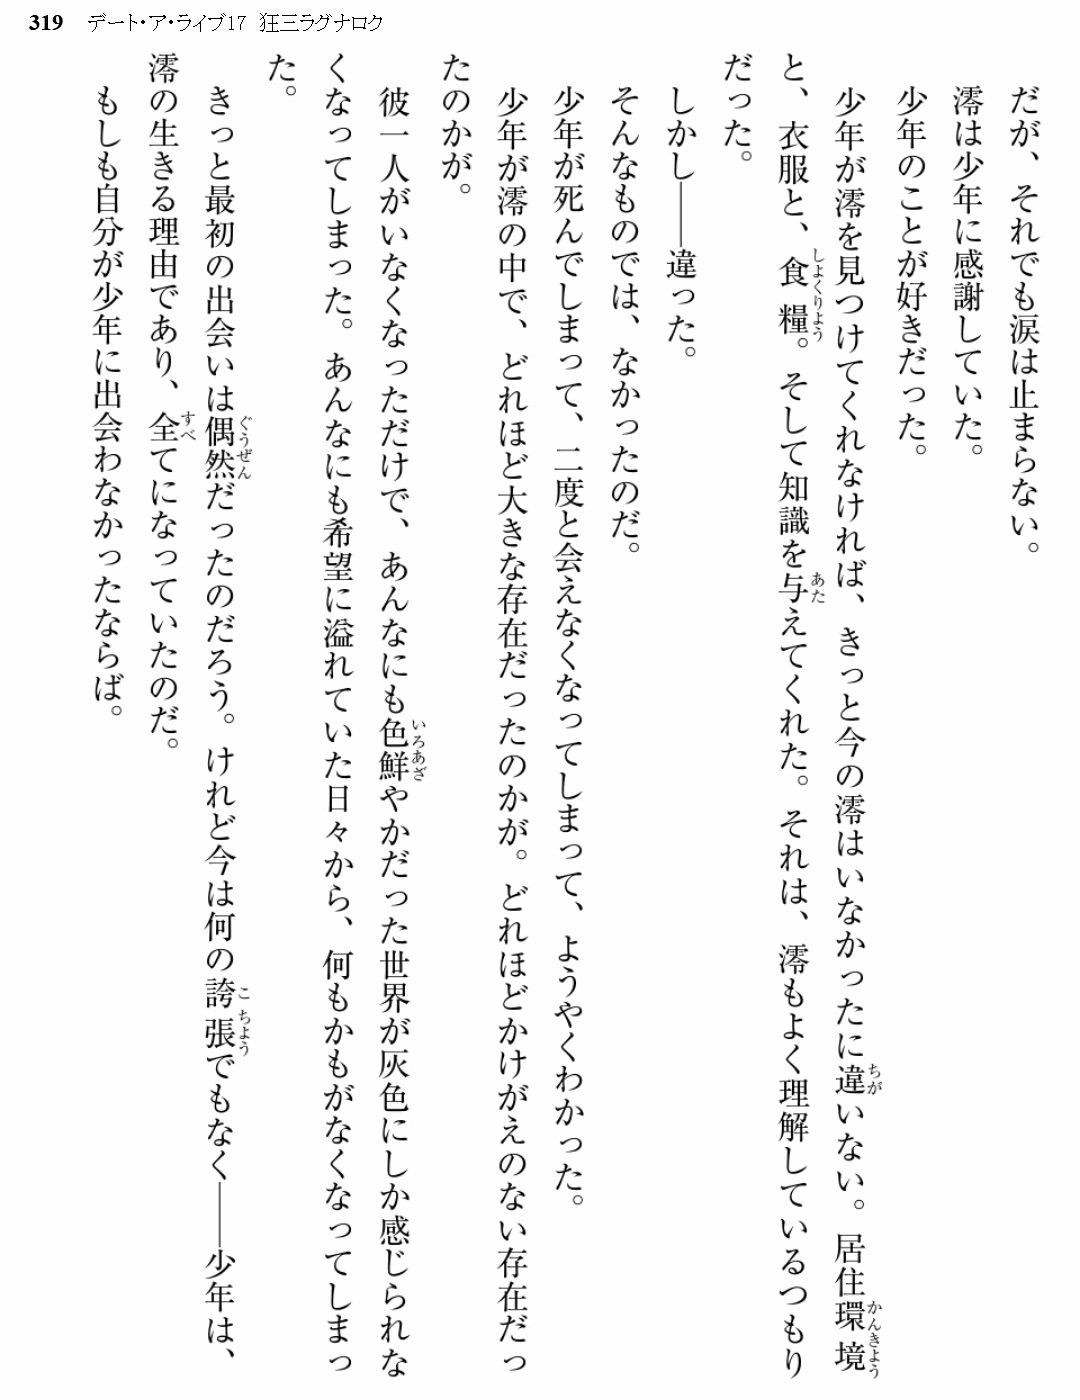 319 デート・ア・ライブ17 狂三ラグナロク
だが、それでも涙は止まらない。
澪は少年に感謝していた。
少年のことが好きだった。
少年が澪を見つけてくれなければ、きっと今の澪はいなかったに違いない。居住環境
と、衣服と、食糧。そして知識を与えてくれた。それは、澪もよく理解しているつもり
だった。
しかし――違った。
そんなものでは、なかったのだ。
少年が死んでしまって、二度と会えなくなってしまって、ようやくわかった。
少年が澪の中で、どれほど大きな存在だったのかが。どれほどかけがえのない存在だっ
たのかが。
彼一人がいなくなっただけで、あんなにも色鮮やかだった世界が灰色にしか感じられな
くなってしまった。あんなにも希望に溢れていた日々から、何もかもがなくなってしまっ
た。
きっと最初の出会いは偶然だったのだろう。けれど今は何の誇張でもなく――少年は、
澪の生きる理由であり、全てになっていたのだ。
もしも自分が少年に出会わなかったならば。